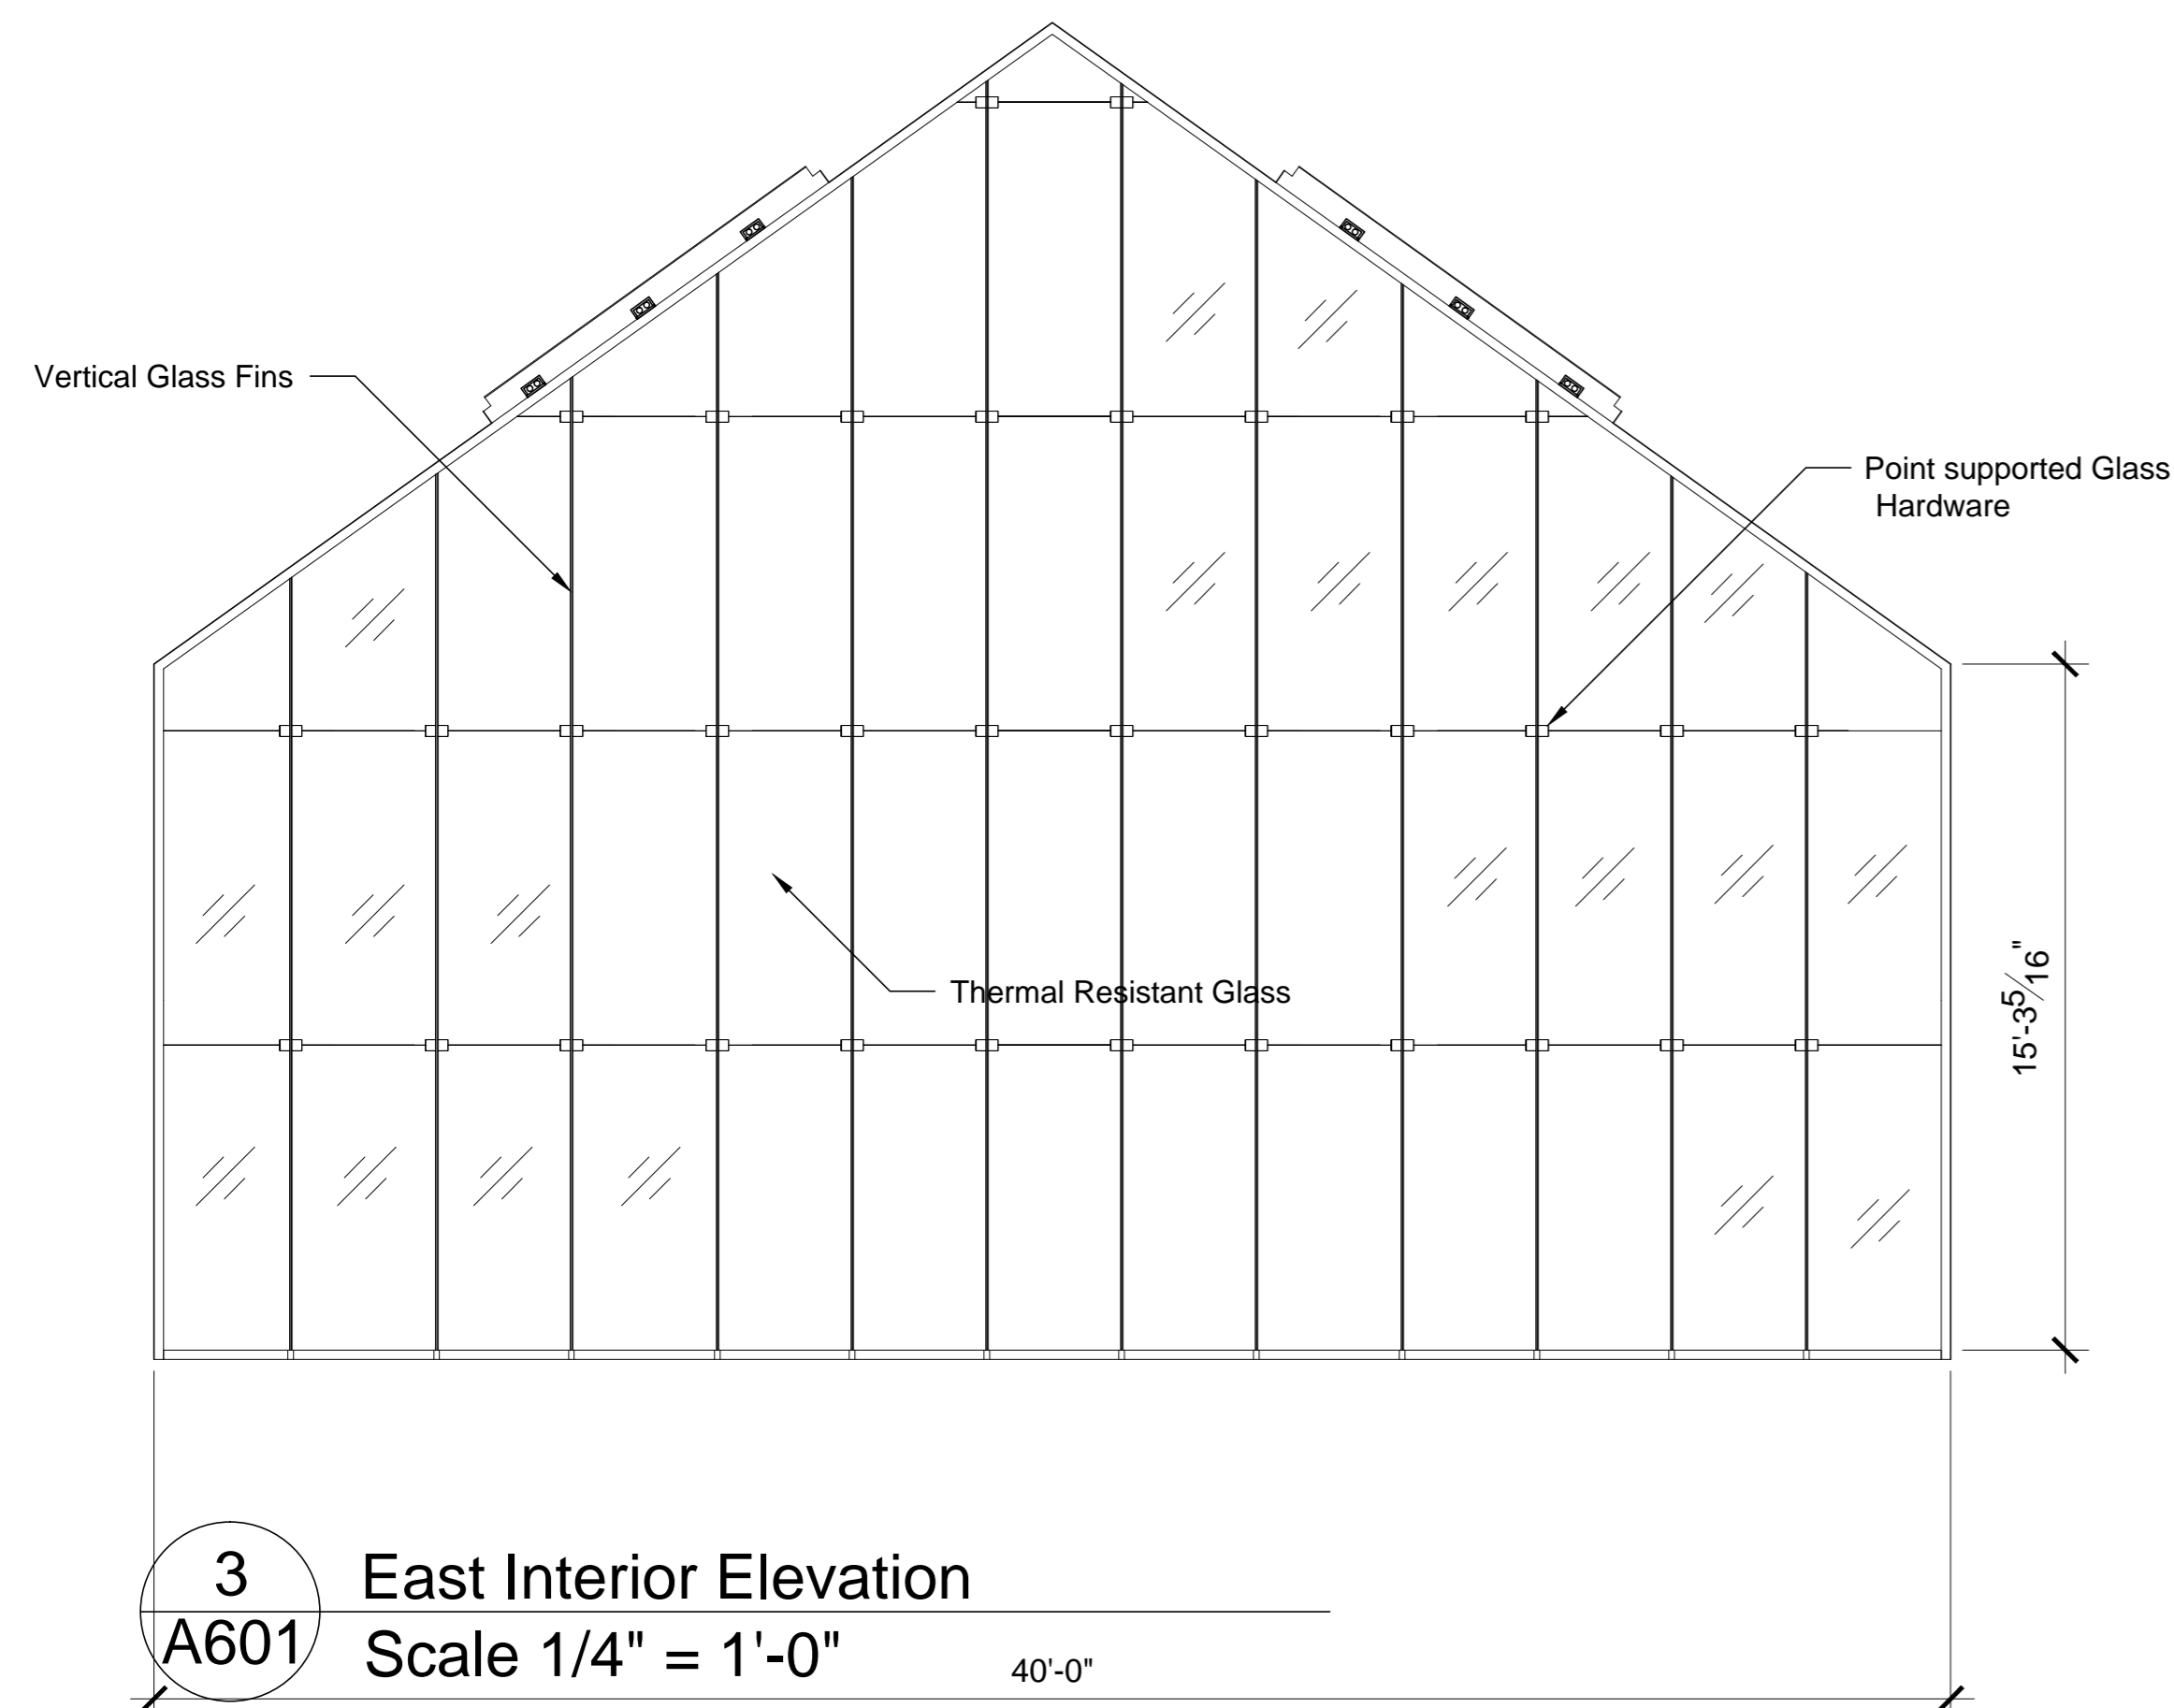 Vertical Glass Fins
Point supported Glass
Hardware
Thermal Resistant Glass
15'-3 5/16"
3
A601
East Interior Elevation
Scale 1/4" = 1'-0"
40'-0"